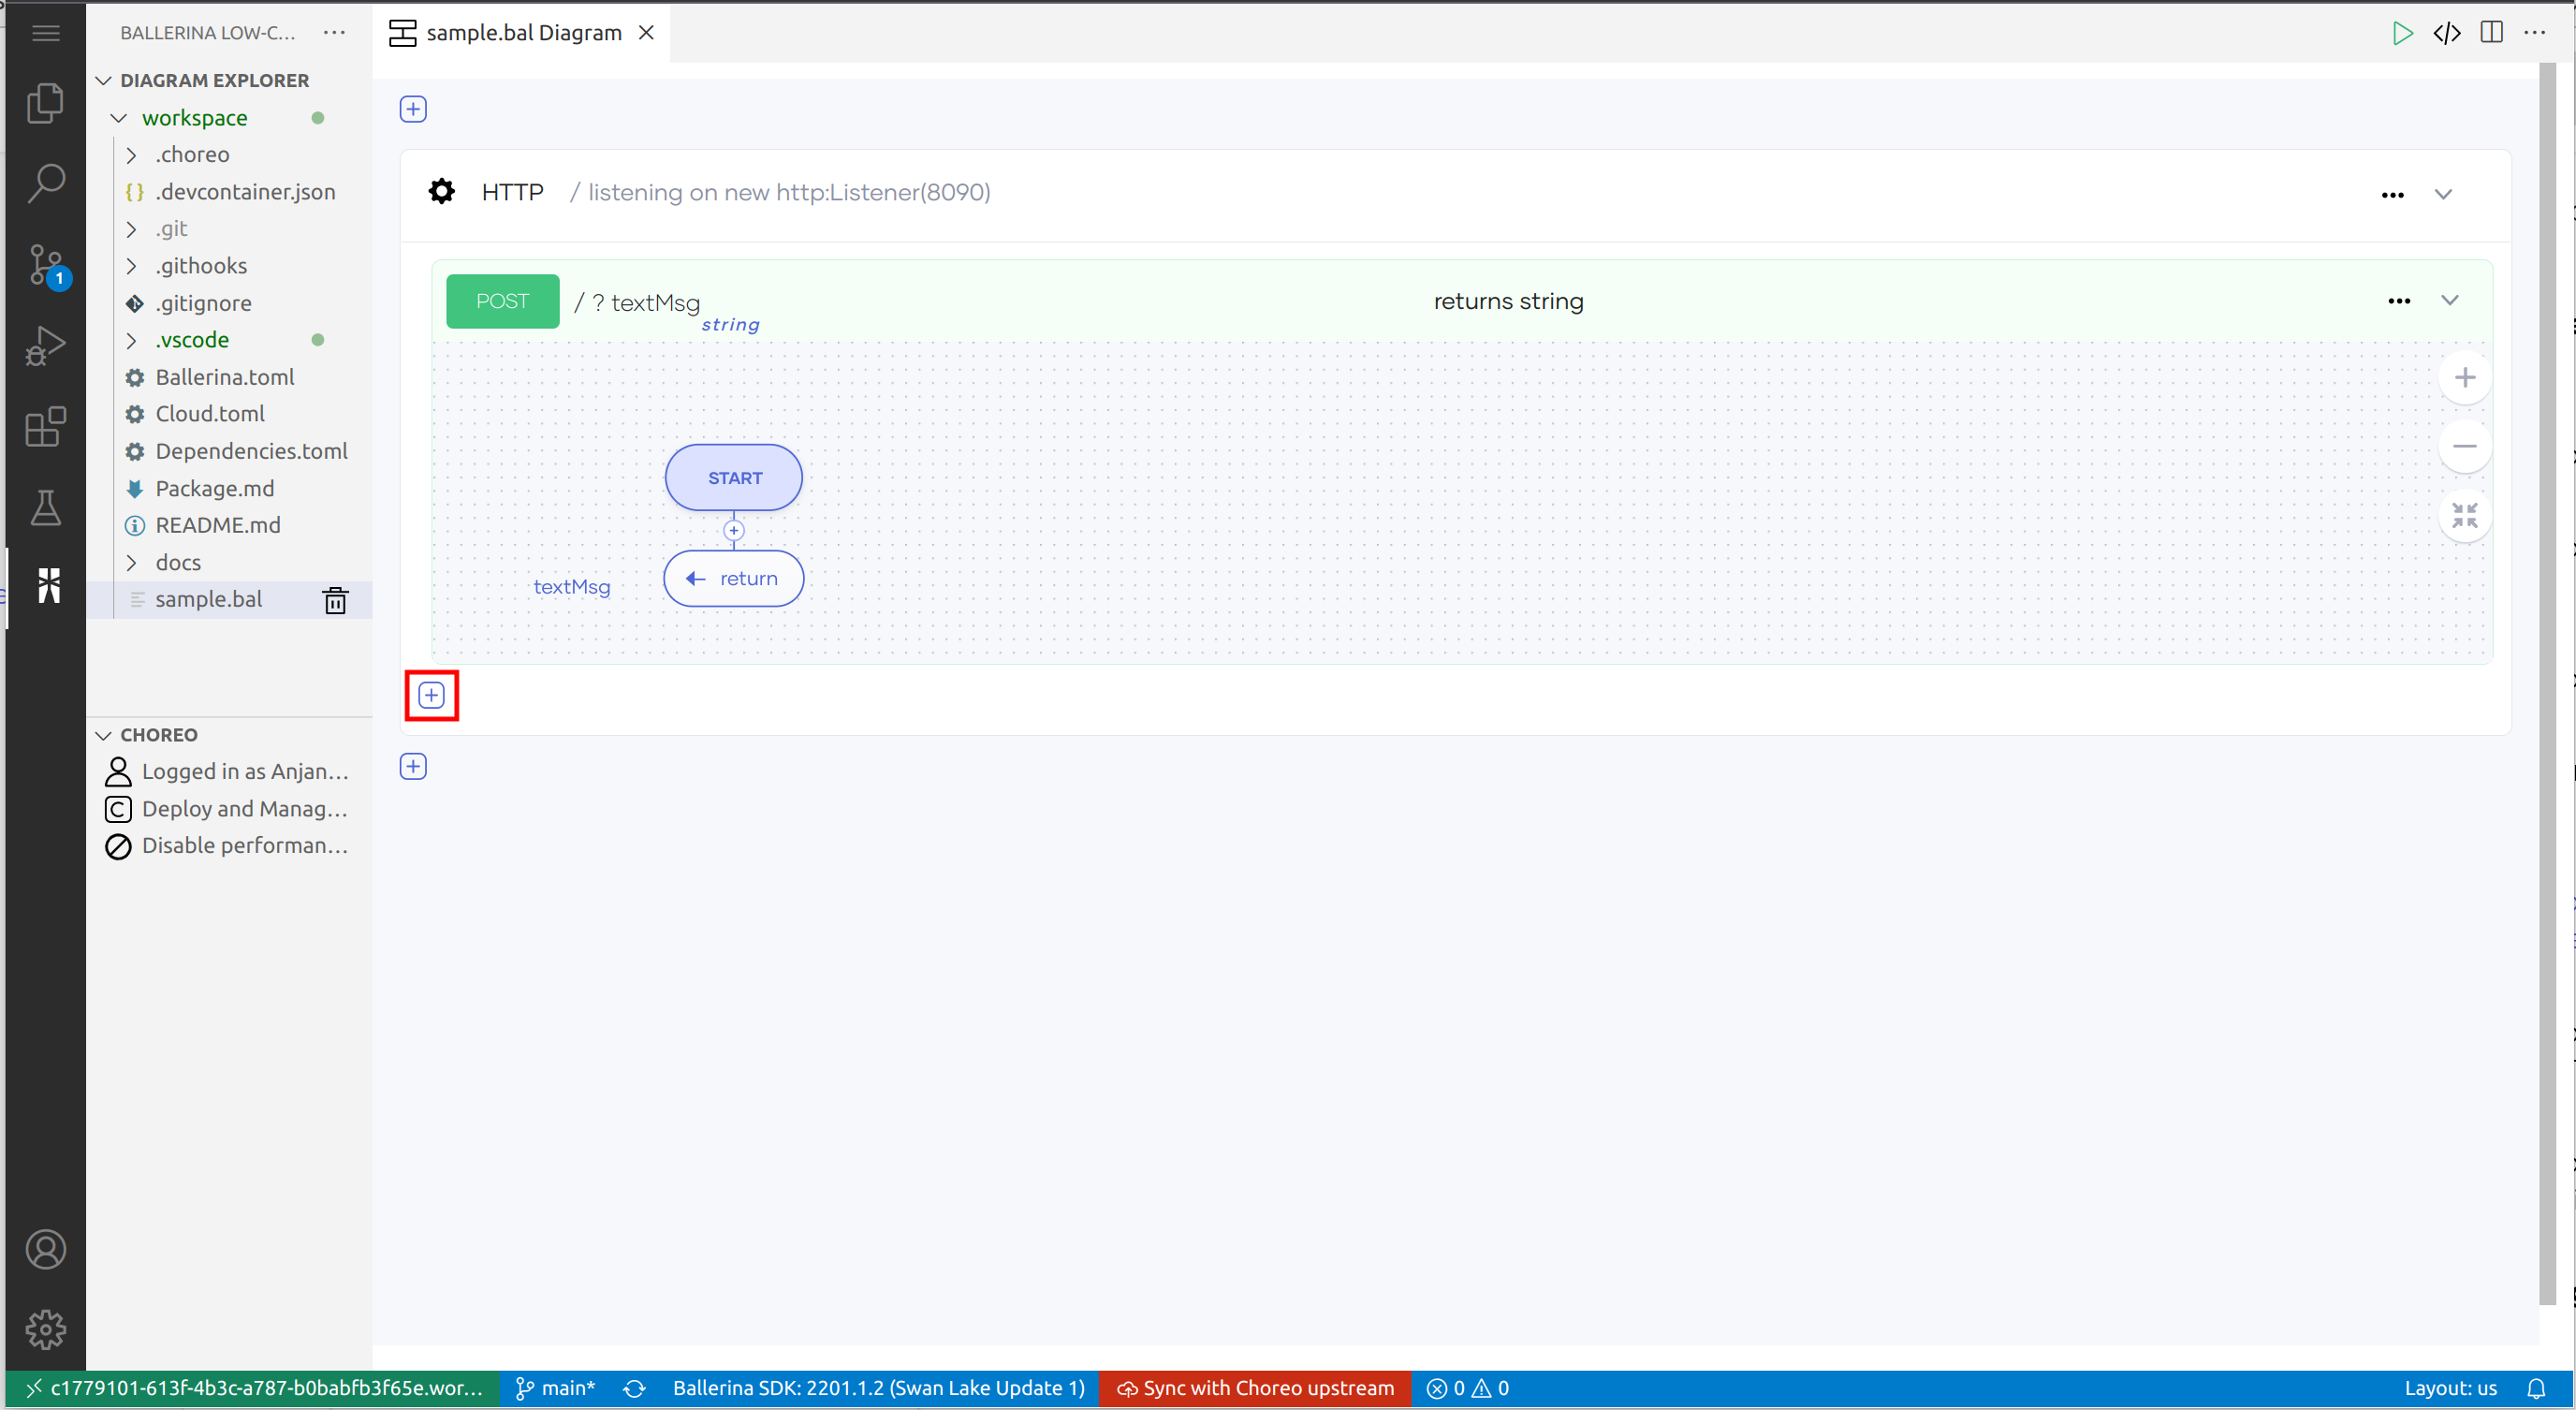 BALLERINA LOW-C...
sample.bal Diagram
DIAGRAM EXPLORER
workspace
.choreo
.devcontainer.json
.git
.githooks
.gitignore
.vscode
Ballerina.toml
Cloud.toml
Dependencies.toml
Package.md
README.md
docs
sample.bal
1
HTTP / listening on new http:Listener(8090)
POST / ? textMsg string returns string
START
textMsg return
CHOREO
Logged in as Anjan...
Deploy and Manag...
Disable performan...
c1779101-613f-4b3c-a787-b0babfb3f65e.wor... main* Ballerina SDK: 2201.1.2 (Swan Lake Update 1) Sync with Choreo upstream 0 0 Layout: us